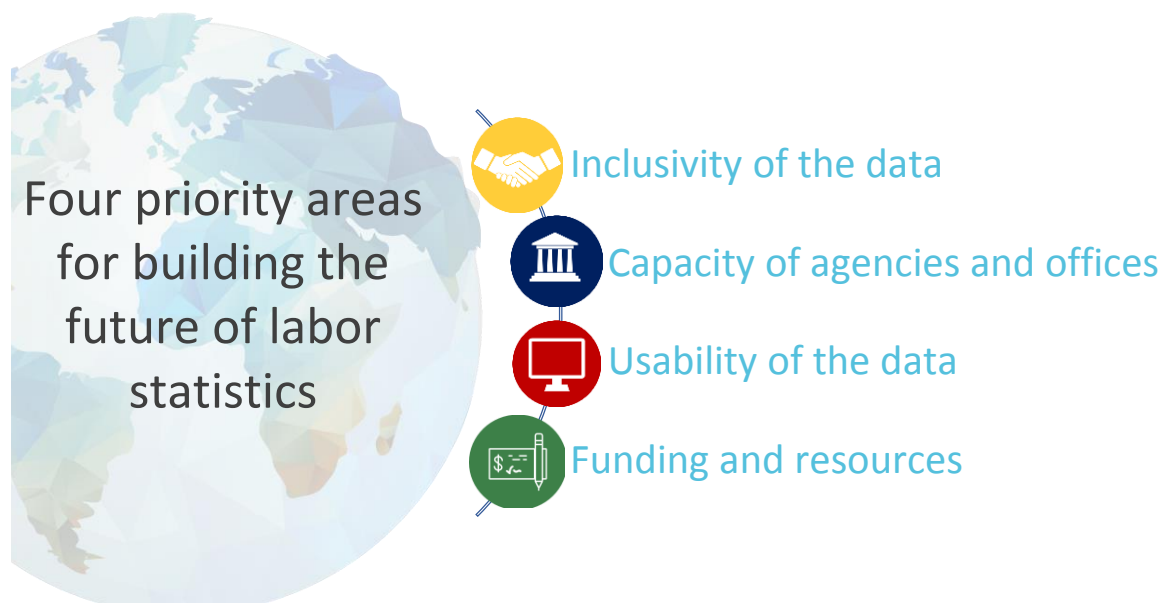 Four priority areas
for building the
future of labor
statistics
Inclusivity of the data
Capacity of agencies and offices
Usability of the data
$
Funding and resources